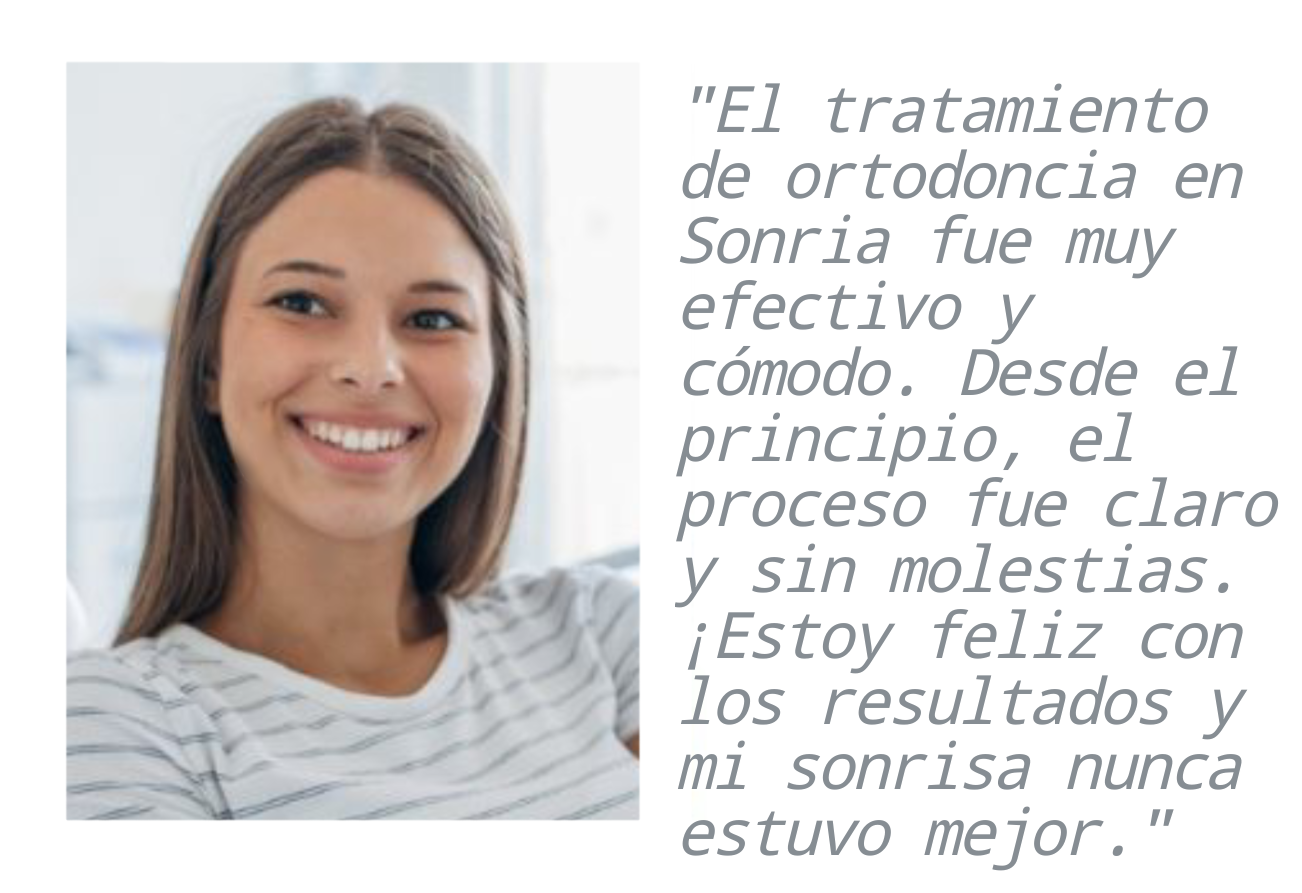 "El tratamiento
de ortodoncia en
Sonria fue muy
efectivo y
cómodo. Desde el
principio, el
proceso fue claro
y sin molestias.
¡Estoy feliz con
los resultados y
mi sonrisa nunca
estuvo mejor."